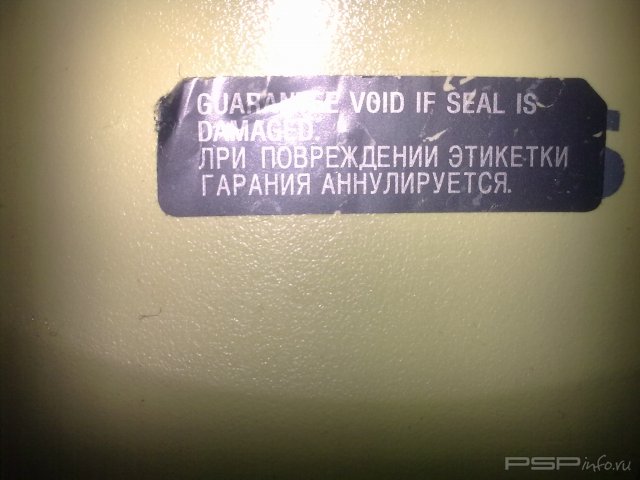 GUARANTEE VOID IF SEAL IS
DAMAGED.
ЛРИ ПОВРЕЖДЕНИИ ЭТИКЕТКИ
ГАРАНИЯ АННУЛИРУЕТСЯ.
PSPinfo.ru